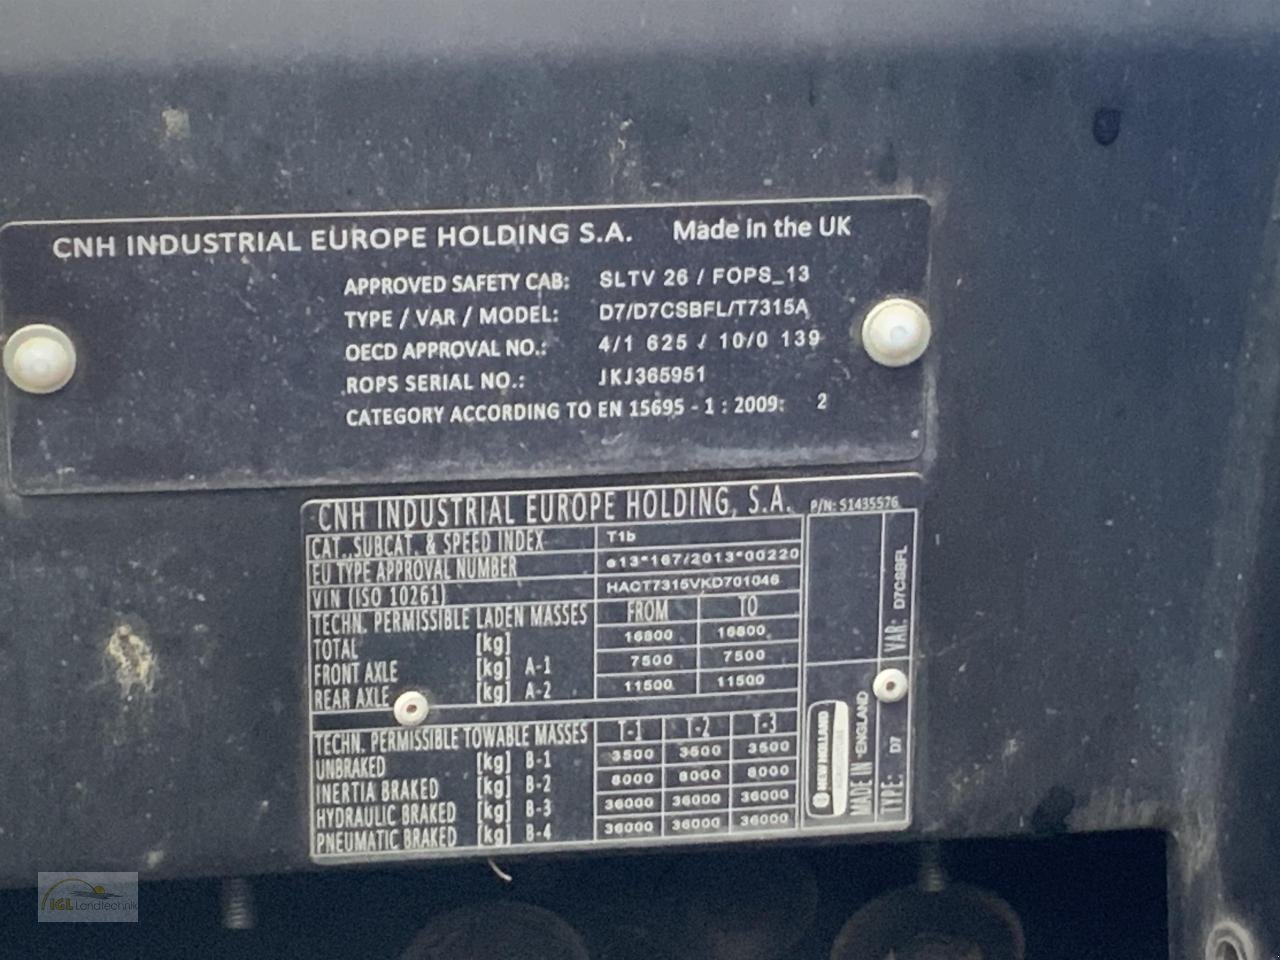 CNH INDUSTRIAL EUROPE HOLDING S.A. Made in the UK
APPROVED SAFETY CAB: SLTV 26 / FOPS_13
TYPE / VAR / MODEL: D7/D7CSBFL/T7315A
OECD APPROVAL NO.: 4/1 625 / 10/0 139
ROPS SERIAL NO.: JKJ365951
CATEGORY ACCORDING TO EN 15695 - 1 : 2009: 2
CNH INDUSTRIAL EUROPE HOLDING, S.A. P/N: 51435576
CAT., SUBCAT. & SPEED INDEX T1b
EU TYPE APPROVAL NUMBER e13*167/2013*00220
VIN (ISO 10261) HACT7315VKD701046
TECHN. PERMISSIBLE LADEN MASSES FROM TO
TOTAL [kg] 16800 16800
FRONT AXLE [kg] A-1 7500 7500
REAR AXLE [kg] A-2 11500 11500
TECHN. PERMISSIBLE TOWABLE MASSES T-1 T-2 T-3
UNBRAKED [kg] B-1 3500 3500 3500
INERTIA BRAKED [kg] B-2 8000 8000 8000
HYDRAULIC BRAKED [kg] B-3 36000 36000 36000
PNEUMATIC BRAKED [kg] B-4 36000 36000 36000
NEW HOLLAND
MADE IN ENGLAND
TYPE: D7 VAR: D7CSBFL
IGL Landtechnik